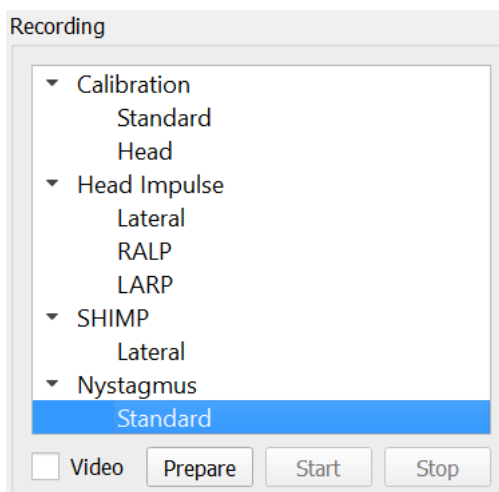 Recording
Calibration
Standard
Head
Head Impulse
Lateral
RALP
LARP
SHIMP
Lateral
Nystagmus
Standard
Video Prepare Start Stop